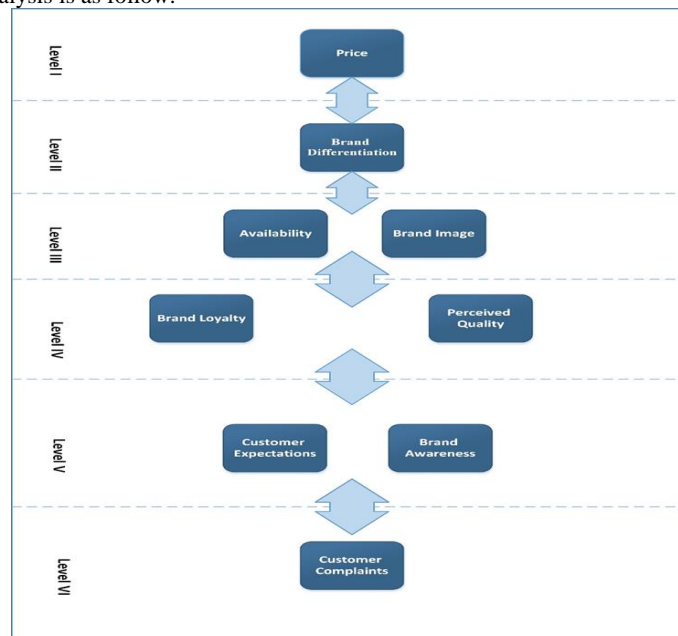 alysis is as follow:
Level I
Price
Level II
Brand
Differentiation
Level III
Availability
Brand Image
Level IV
Brand Loyalty
Perceived
Quality
Level V
Customer
Expectations
Brand
Awareness
Level VI
Customer
Complaints